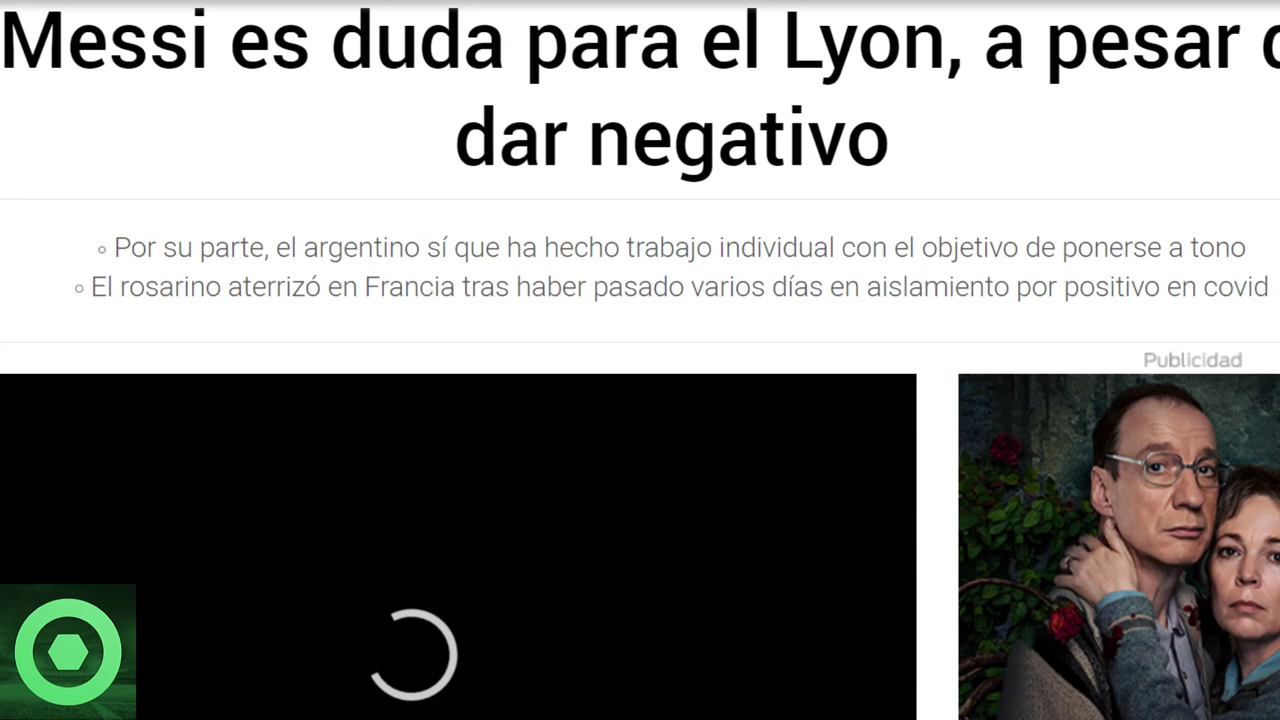 Messi es duda para el Lyon, a pesar
dar negativo
◦ Por su parte, el argentino sí que ha hecho trabajo individual con el objetivo de ponerse a tono
◦ El rosarino aterrizó en Francia tras haber pasado varios días en aislamiento por positivo en covid
Publicidad